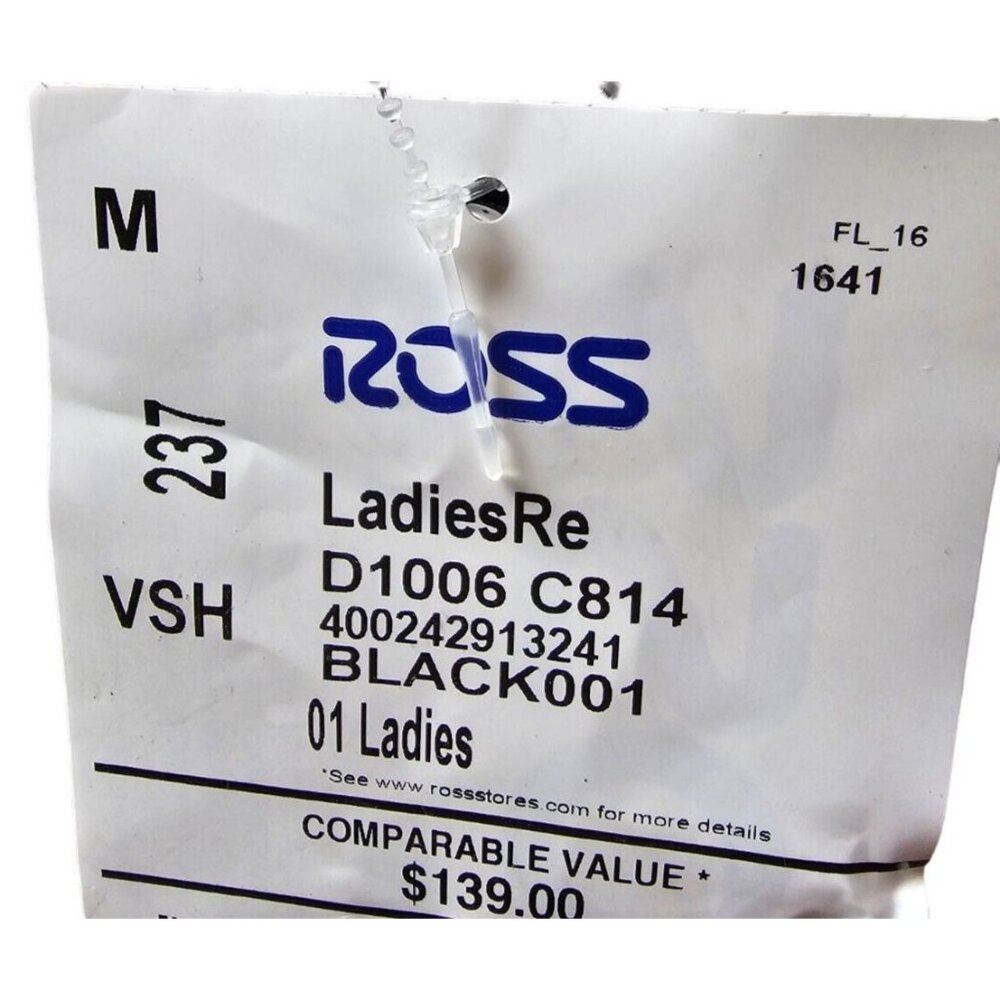 M
FL_16
1641
ROSS
237
LadiesRe
D1006 C814
VSH
400242913241
BLACK001
01 Ladies
*See www rossstores.com for more details
COMPARABLE VALUE *
$139.00